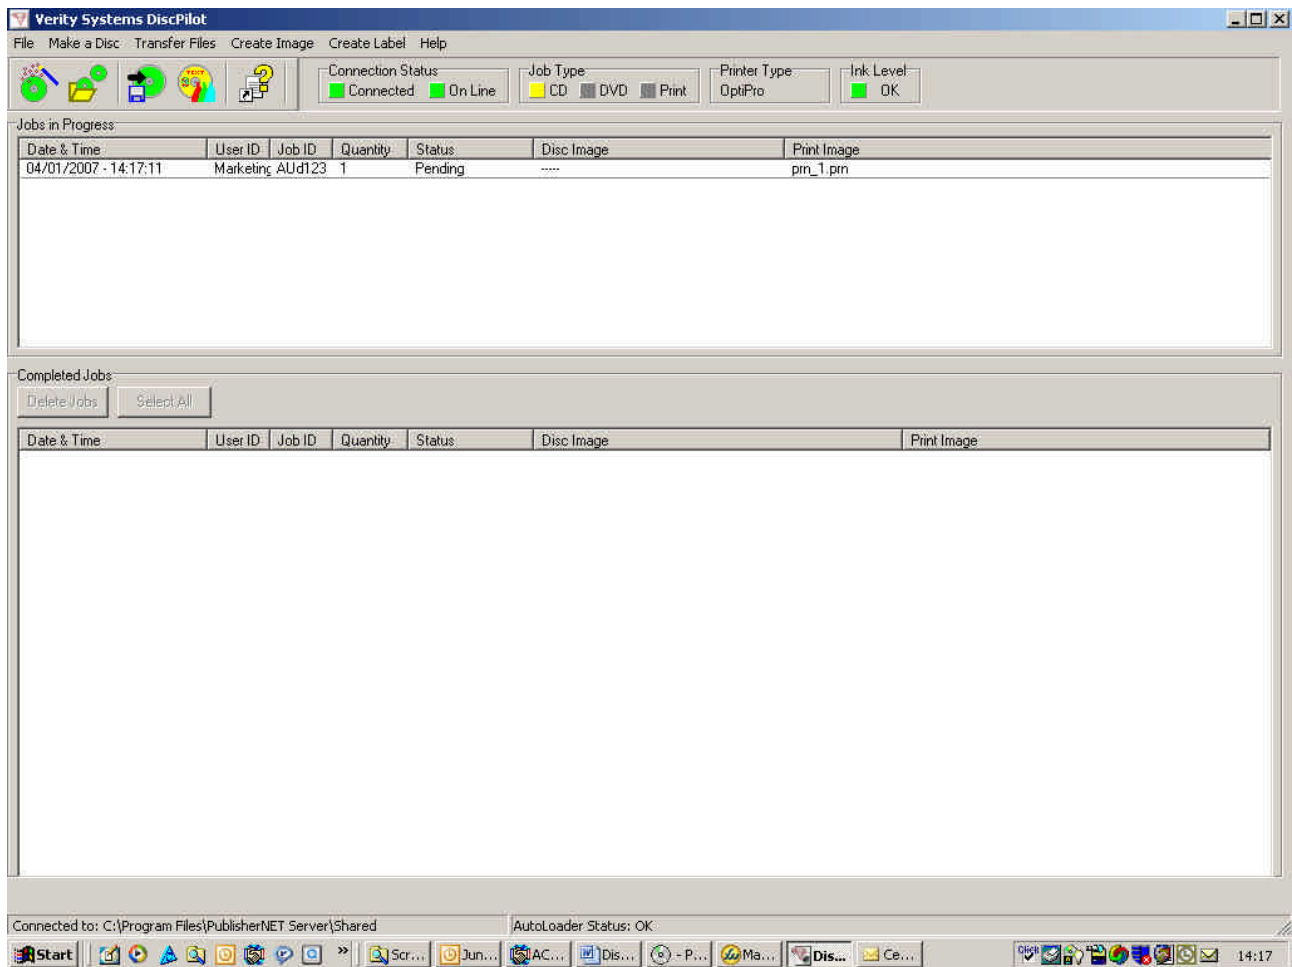 Verity Systems DiscPilot
File Make a Disc Transfer Files Create Image Create Label Help
TEXT
Connection Status Job Type Printer Type Ink Level
Connected On Line CD DVD Print OptiPro OK
Jobs in Progress
Date & Time User ID Job ID Quantity Status Disc Image Print Image
04/01/2007 - 14:17:11 Marketing AUd123 1 Pending ----- prn_1.prn
Completed Jobs
Delete Jobs Select All
Date & Time User ID Job ID Quantity Status Disc Image Print Image
Connected to: C:\Program Files\PublisherNET Server\Shared AutoLoader Status: OK
Start » Scr... Jun... AC... Dis... - P... Ma... Dis... Ce... Click 14:17